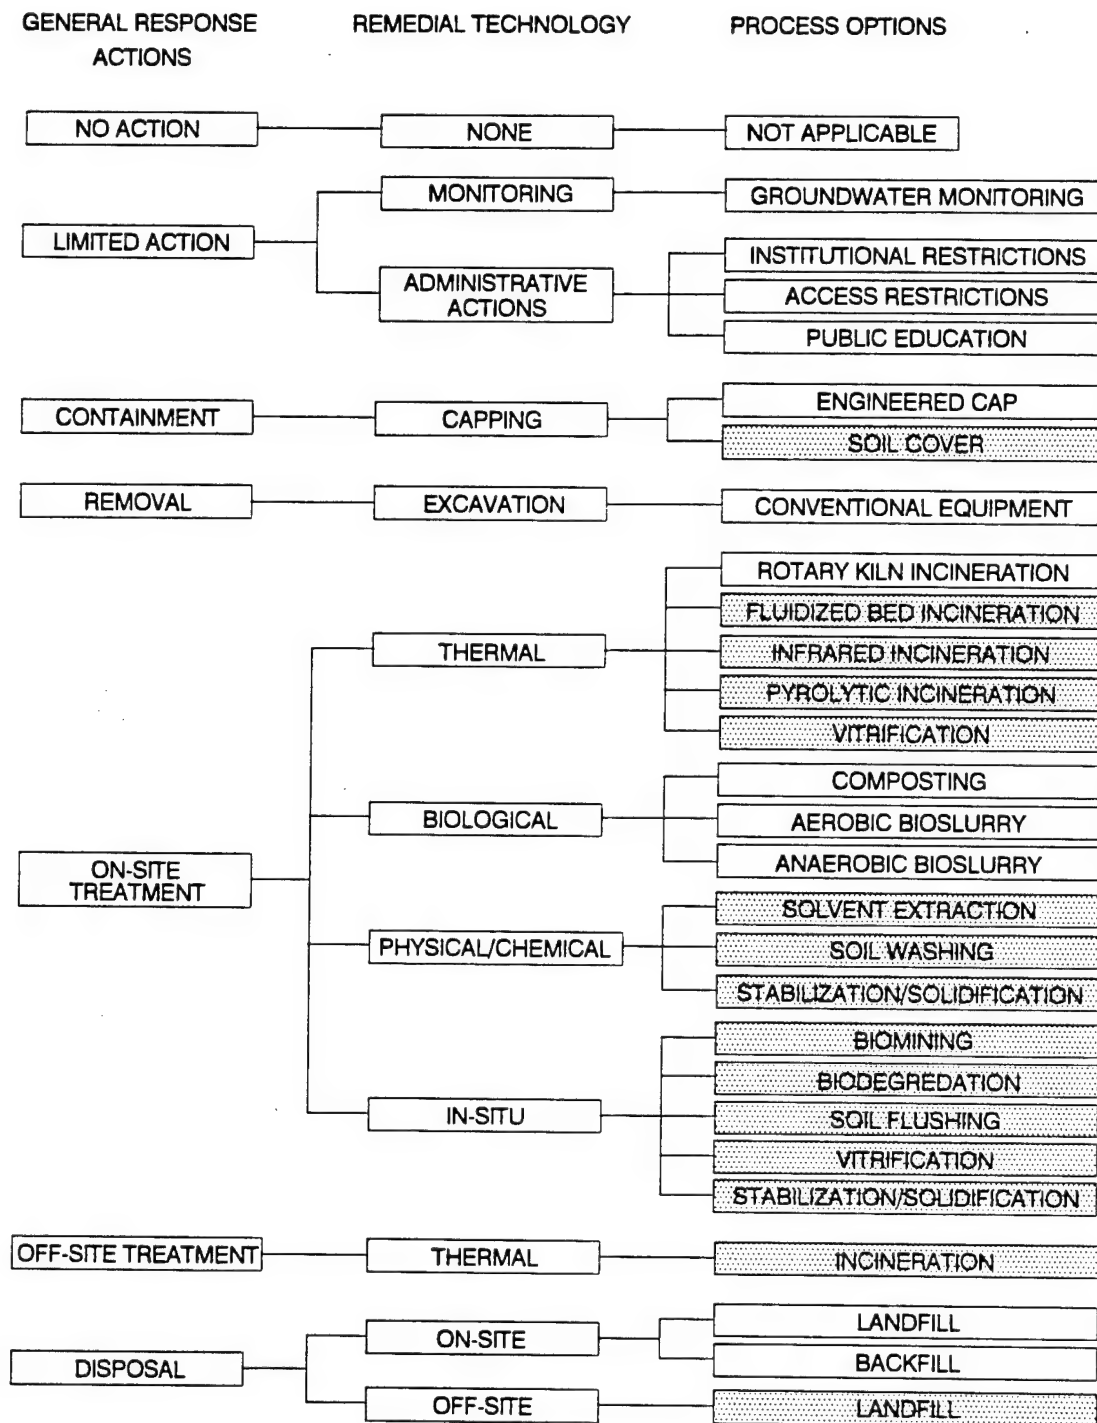 GENERAL RESPONSE ACTIONS
REMEDIAL TECHNOLOGY
PROCESS OPTIONS
NO ACTION
NONE
NOT APPLICABLE
LIMITED ACTION
MONITORING
GROUNDWATER MONITORING
ADMINISTRATIVE
ACTIONS
INSTITUTIONAL RESTRICTIONS
ACCESS RESTRICTIONS
PUBLIC EDUCATION
CONTAINMENT
CAPPING
ENGINEERED CAP
SOIL COVER
REMOVAL
EXCAVATION
CONVENTIONAL EQUIPMENT
ON-SITE
TREATMENT
THERMAL
ROTARY KILN INCINERATION
FLUIDIZED BED INCINERATION
INFRARED INCINERATION
PYROLYTIC INCINERATION
VITRIFICATION
BIOLOGICAL
COMPOSTING
AEROBIC BIOSLURRY
ANAEROBIC BIOSLURRY
PHYSICAL/CHEMICAL
SOLVENT EXTRACTION
SOIL WASHING
STABILIZATION/SOLIDIFICATION
IN-SITU
BIOMINING
BIODEGREDATION
SOIL FLUSHING
VITRIFICATION
STABILIZATION/SOLIDIFICATION
OFF-SITE TREATMENT
THERMAL
INCINERATION
DISPOSAL
ON-SITE
LANDFILL
BACKFILL
OFF-SITE
LANDFILL